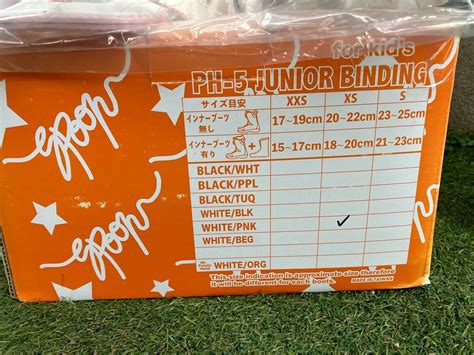 for kid's
PH-5 JUNIOR BINDING
サイズ目安 XXS XS S
インナーブーツ無し 17~19cm 20~22cm 23~25cm
インナーブーツ有り 15~17cm 18~20cm 21~23cm
BLACK/WHT
BLACK/PPL
BLACK/TUQ
WHITE/BLK
WHITE/PNK ✓
WHITE/BEG
WHITE/ORG
This size indication is approximate size therefore
it will be different for each boots.
MADE IN TAIWAN
spoon
spoon